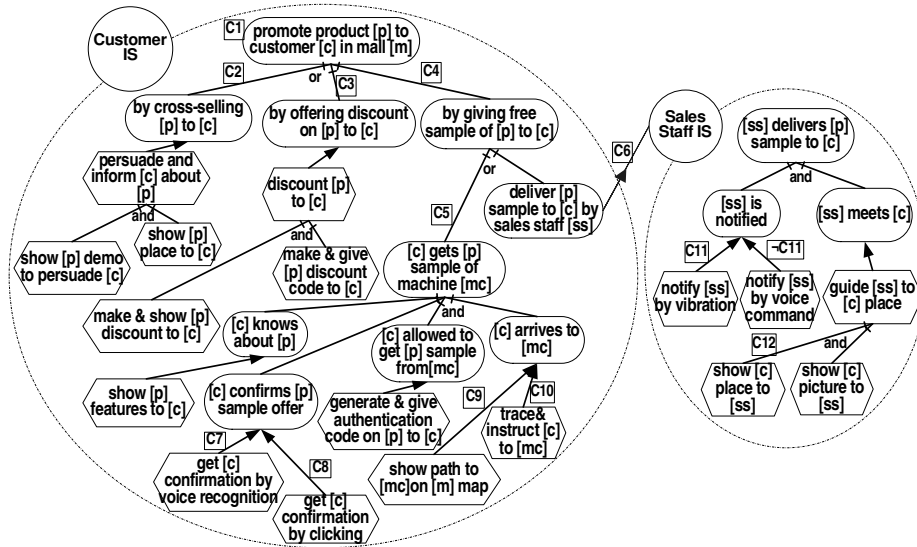 Customer
IS
C1
promote product [p] to
customer [c] in mall [m]
C2
or
C3
C4
by cross-selling
[p] to [c]
by offering discount
on [p] to [c]
by giving free
sample of [p] to [c]
Sales
Staff IS
C6
[ss] delivers [p]
sample to [c]
and
persuade and
inform [c] about
[p]
discount [p]
to [c]
or
C5
deliver [p]
sample to [c] by
sales staff [ss]
[ss] is
notified
[ss] meets [c]
and
show [p] demo
to persuade [c]
show [p]
place to [c]
and
make & give
[p] discount
code to [c]
make & show [p]
discount to [c]
[c] gets [p]
sample of
machine [mc]
and
C11
¬C11
notify [ss]
by vibration
notify [ss]
by voice
command
guide [ss] to
[c] place
[c] knows
about [p]
[c] allowed to
get [p] sample
from[mc]
[c] arrives to
[mc]
C12
and
show [c]
place to
[ss]
show [c]
picture to
[ss]
show [p]
features to [c]
[c] confirms [p]
sample offer
generate & give
authentication
code on [p] to [c]
C9
C10
trace&
instruct [c]
to [mc]
C7
C8
get [c]
confirmation by
voice recognition
get [c]
confirmation
by clicking
show path to
[mc]on [m] map